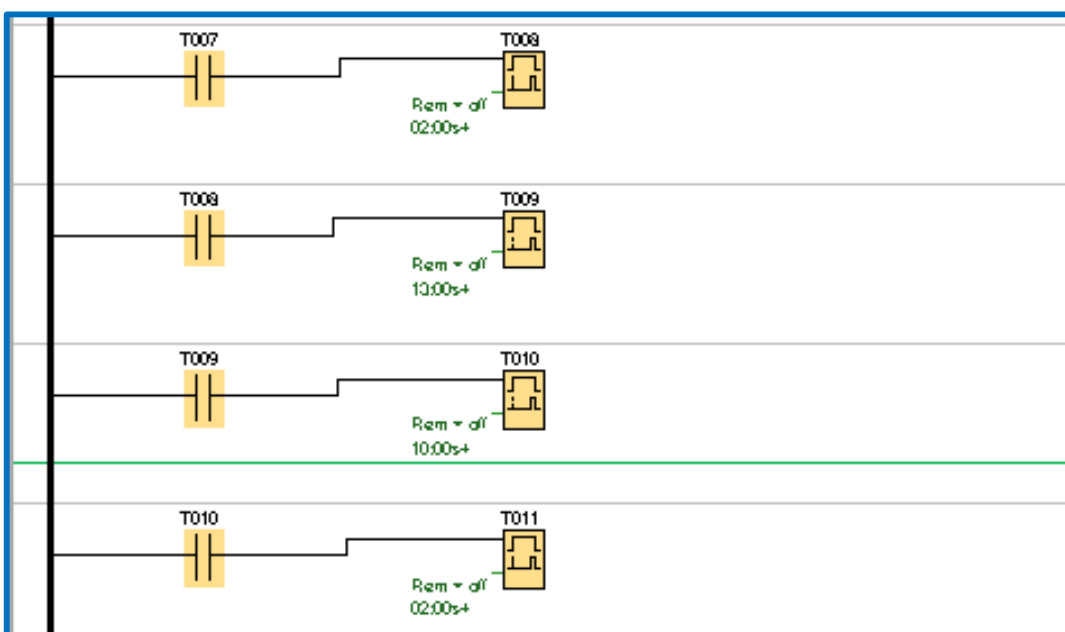 T007 T008
Rem = off
02:00s+
T008 T009
Rem = off
13:00s+
T009 T010
Rem = off
10:00s+
T010 T011
Rem = off
02:00s+